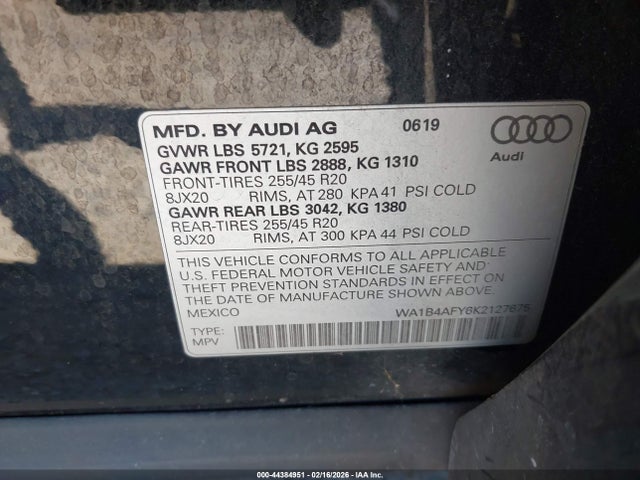 MFD. BY AUDI AG 0619
GVWR LBS 5721, KG 2595
GAWR FRONT LBS 2888, KG 1310
FRONT-TIRES 255/45 R20
8JX20 RIMS, AT 280 KPA 41 PSI COLD
GAWR REAR LBS 3042, KG 1380
REAR-TIRES 255/45 R20
8JX20 RIMS, AT 300 KPA 44 PSI COLD
Audi
THIS VEHICLE CONFORMS TO ALL APPLICABLE
U.S. FEDERAL MOTOR VEHICLE SAFETY AND
THEFT PREVENTION STANDARDS IN EFFECT ON
THE DATE OF MANUFACTURE SHOWN ABOVE.
MEXICO WA1B4AFY6K2127675
TYPE:
MPV
000-44384951 | 02/16/2026 | IAA Inc.